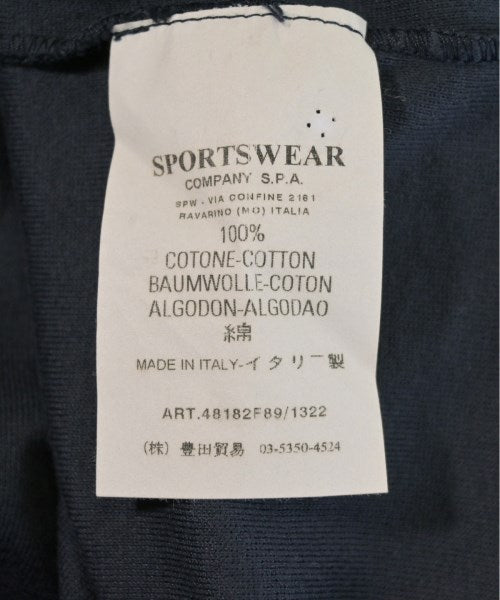 SPORTSWEAR
COMPANY S.P.A.
SPW - VIA CONFINE 2161
RAVARINO (MO) ITALIA
100%
COTONE-COTTON
BAUMWOLLE-COTON
ALGODON-ALGODAO
綿
MADE IN ITALY-イタリー製
ART.48182F89/1322
(株) 豊田貿易 03-5350-4524